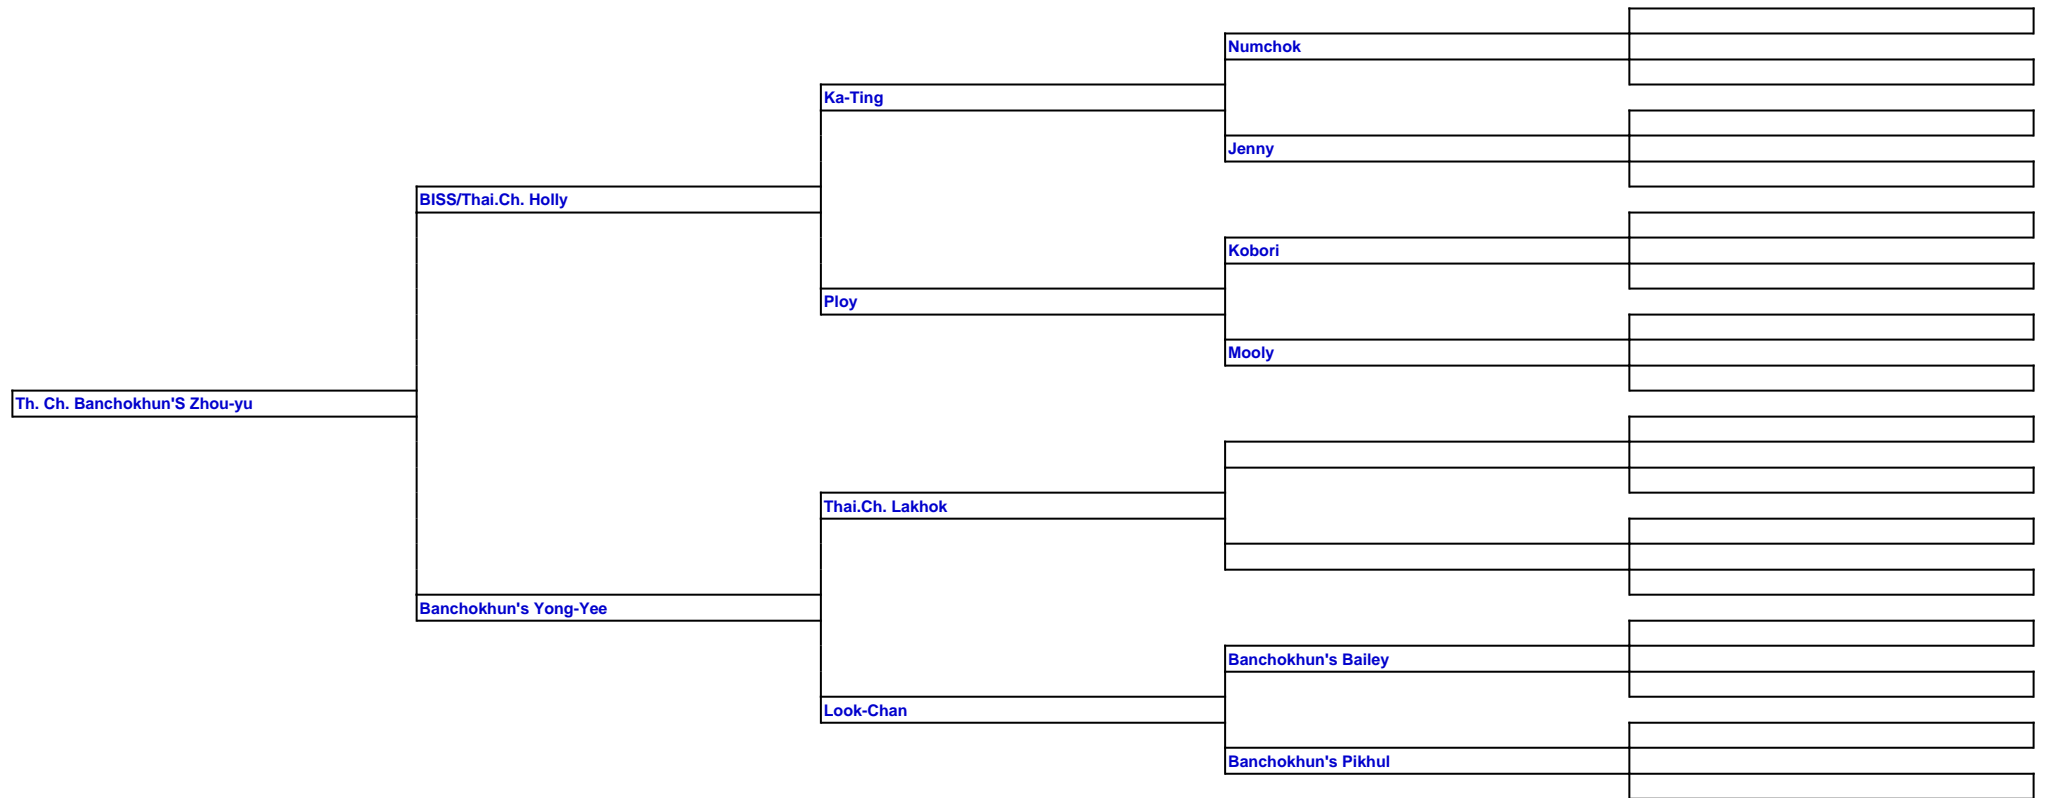 Numchok
Ka-Ting
Jenny
BISS/Thai.Ch. Holly
Kobori
Ploy
Mooly
Th. Ch. Banchokhun'S Zhou-yu
Thai.Ch. Lakhok
Banchokhun's Yong-Yee
Banchokhun's Bailey
Look-Chan
Banchokhun's Pikhul